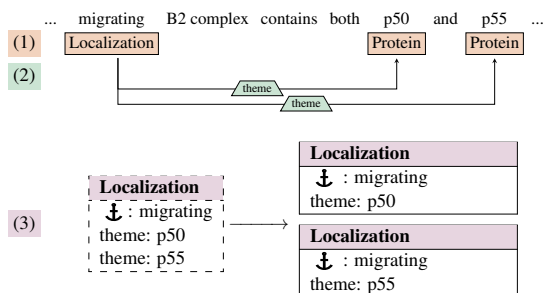 ... migrating B2 complex contains both p50 and p55 ...
(1) Localization Protein Protein
(2) theme
theme
Localization
: migrating
theme: p50
(3) Localization
: migrating
theme: p50
theme: p55
Localization
: migrating
theme: p55